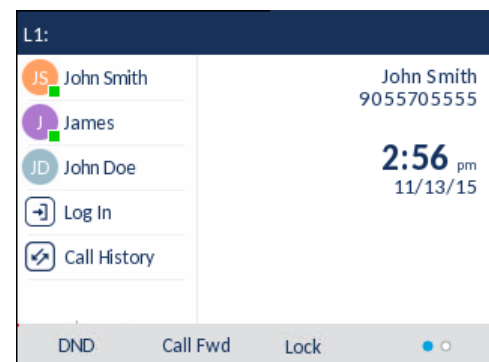 L1:
JS John Smith
J James
JD John Doe
Log In
Call History
John Smith
9055705555
2:56 pm
11/13/15
DND Call Fwd Lock